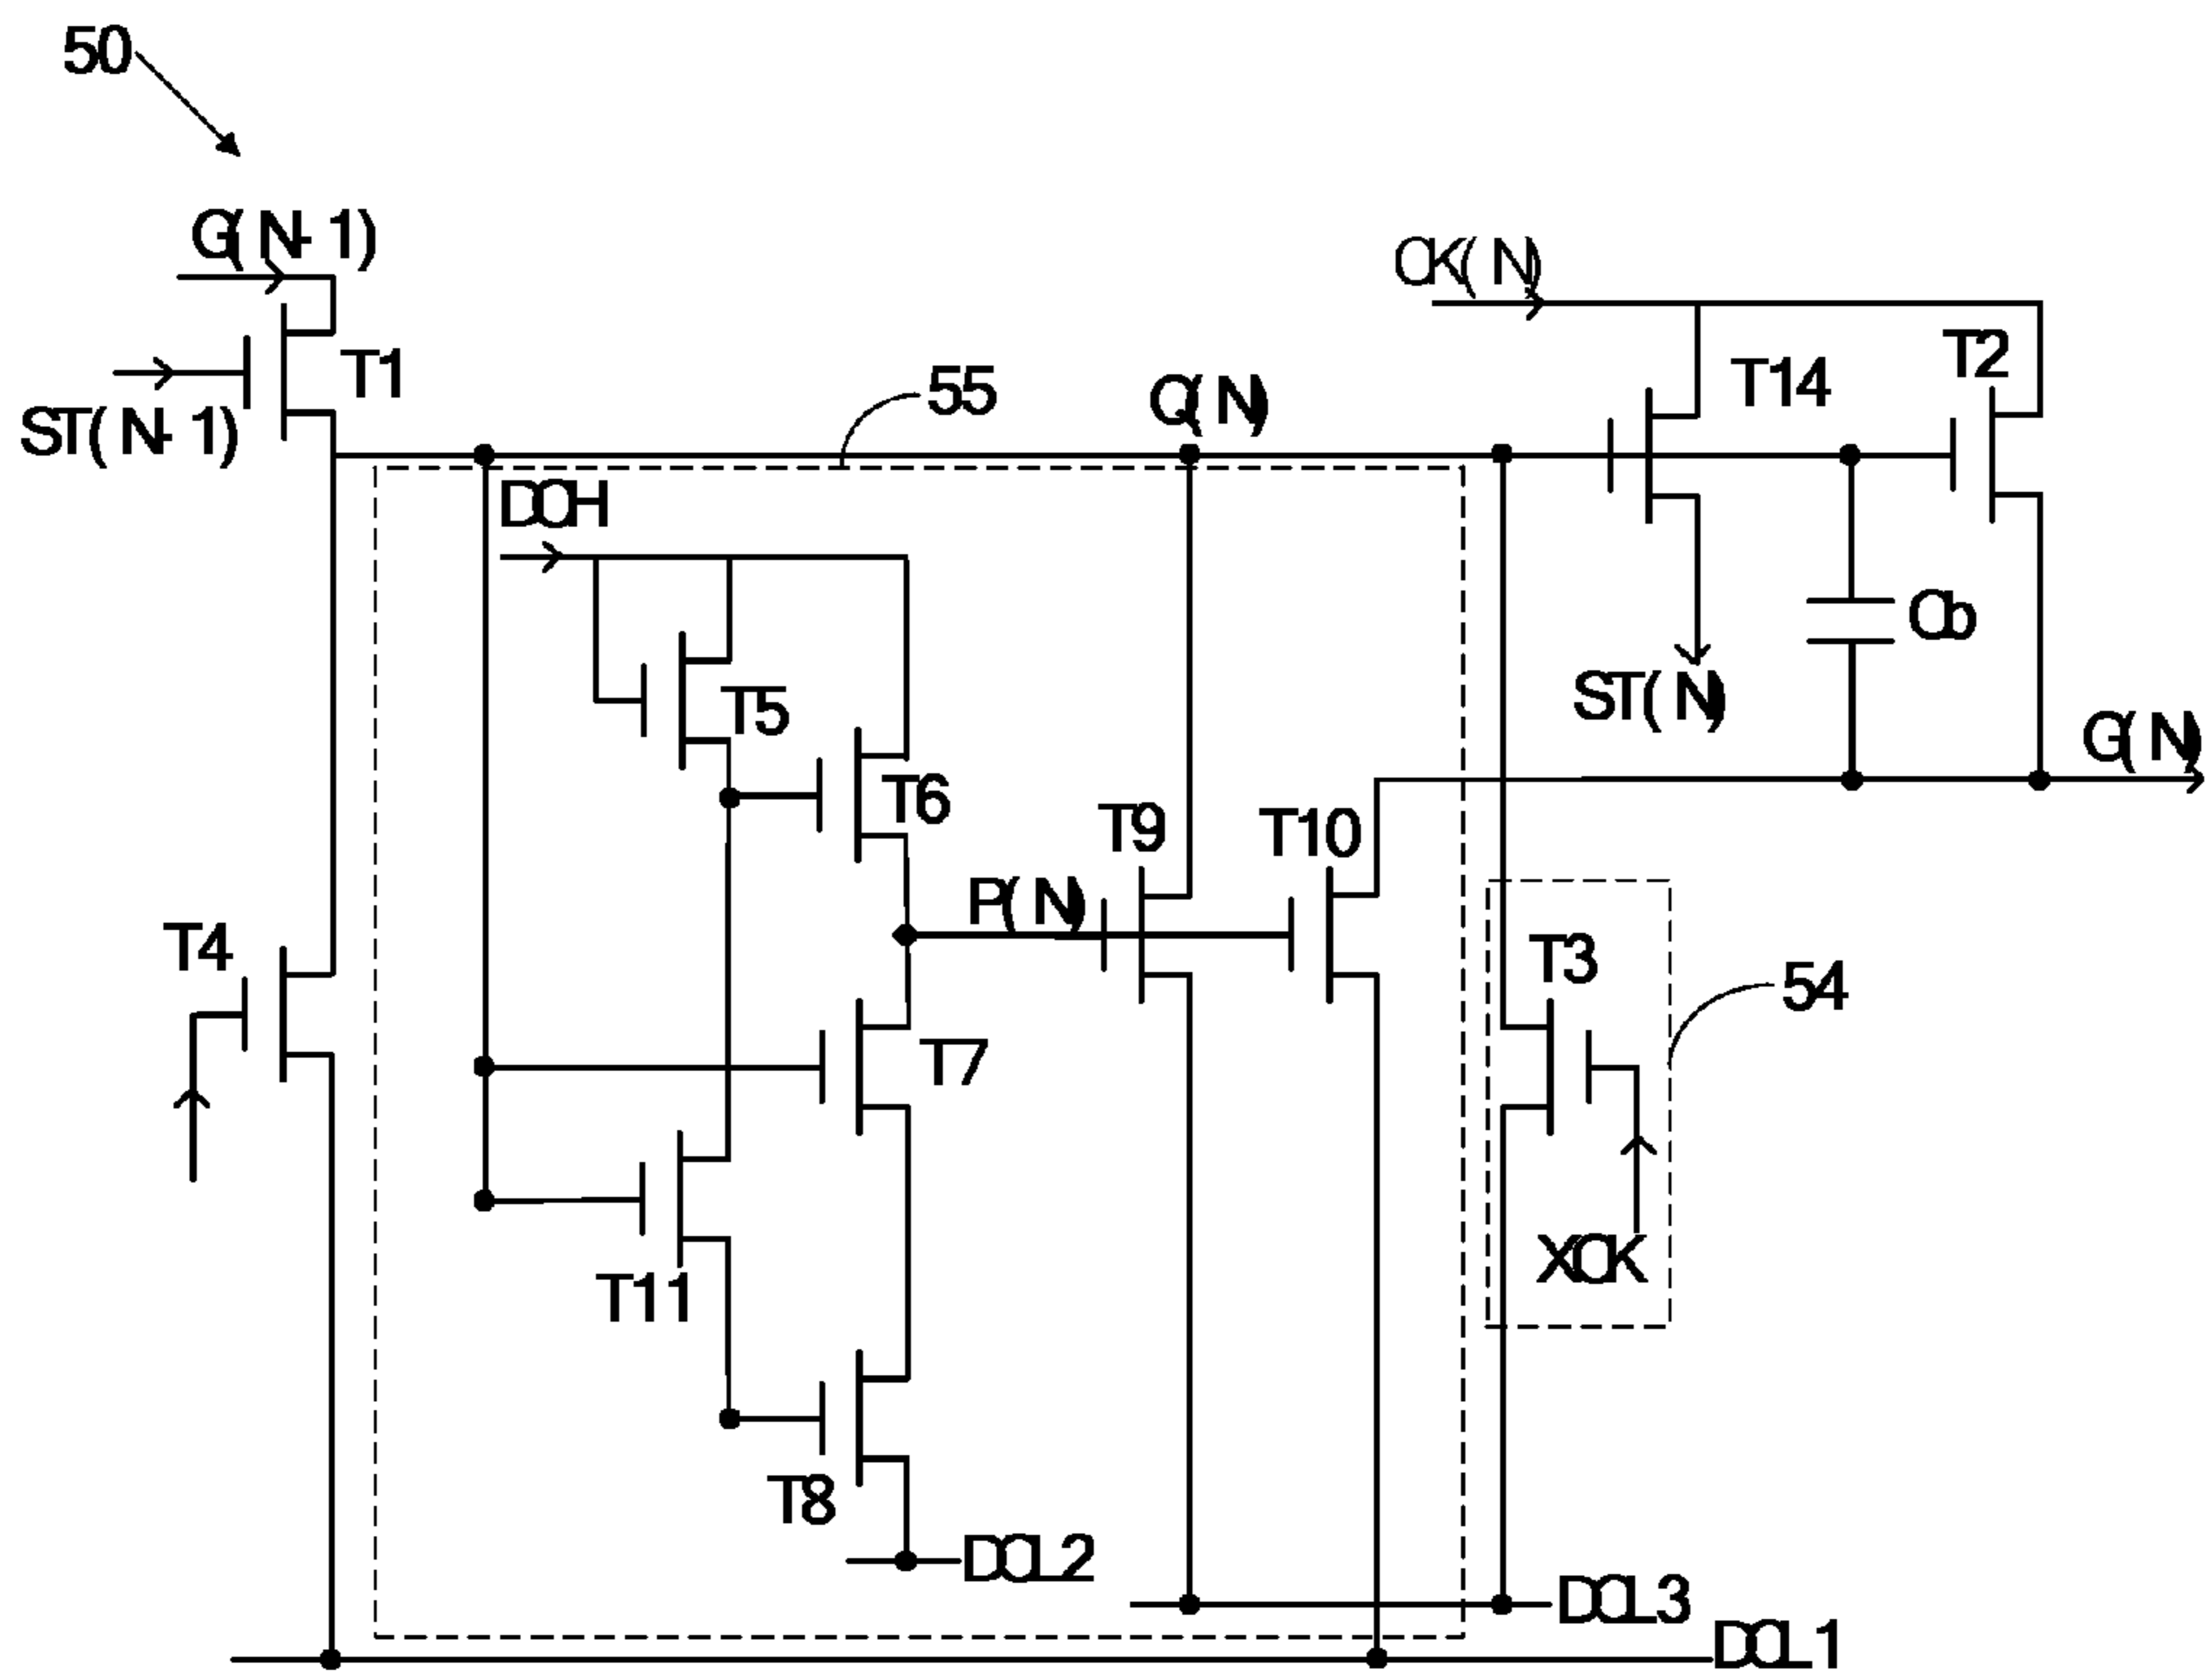 50
G(N-1)
CK(N)
T1
ST(N-1)
55
Q(N)
T14
T2
DCH
Cb
T5
ST(N)
G(N)
T6
T9
T10
P(N)
T4
T3
54
T7
XCK
T11
T8
DCL2
DCL3
DCL1